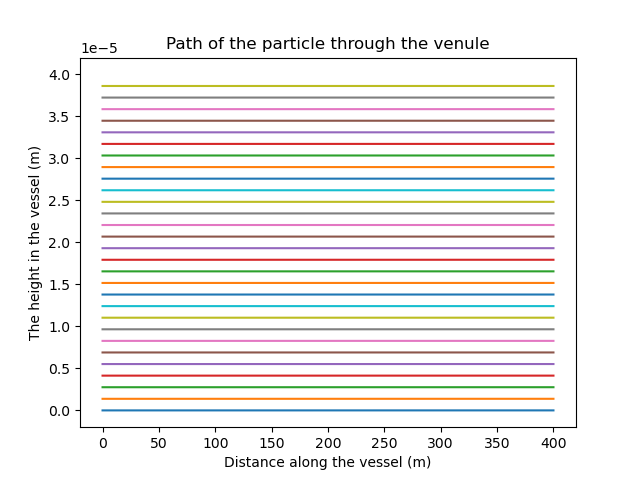 Path of the particle through the venule
1e−5
4.0
3.5
3.0
2.5
2.0
1.5
1.0
0.5
0.0
The height in the vessel (m)
0 50 100 150 200 250 300 350 400
Distance along the vessel (m)